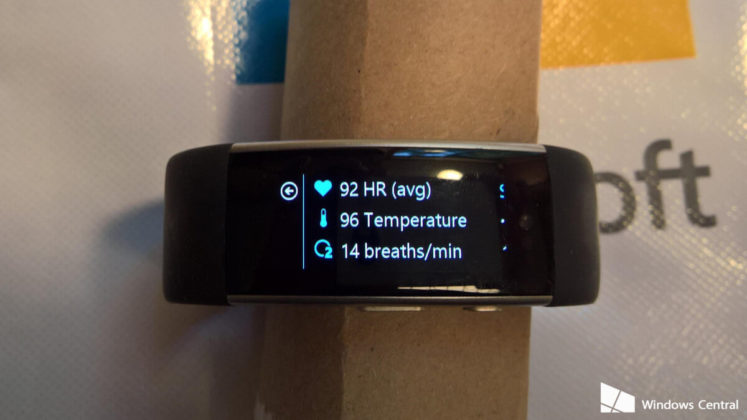 92 HR (avg)
96 Temperature
14 breaths/min
oft
Windows Central